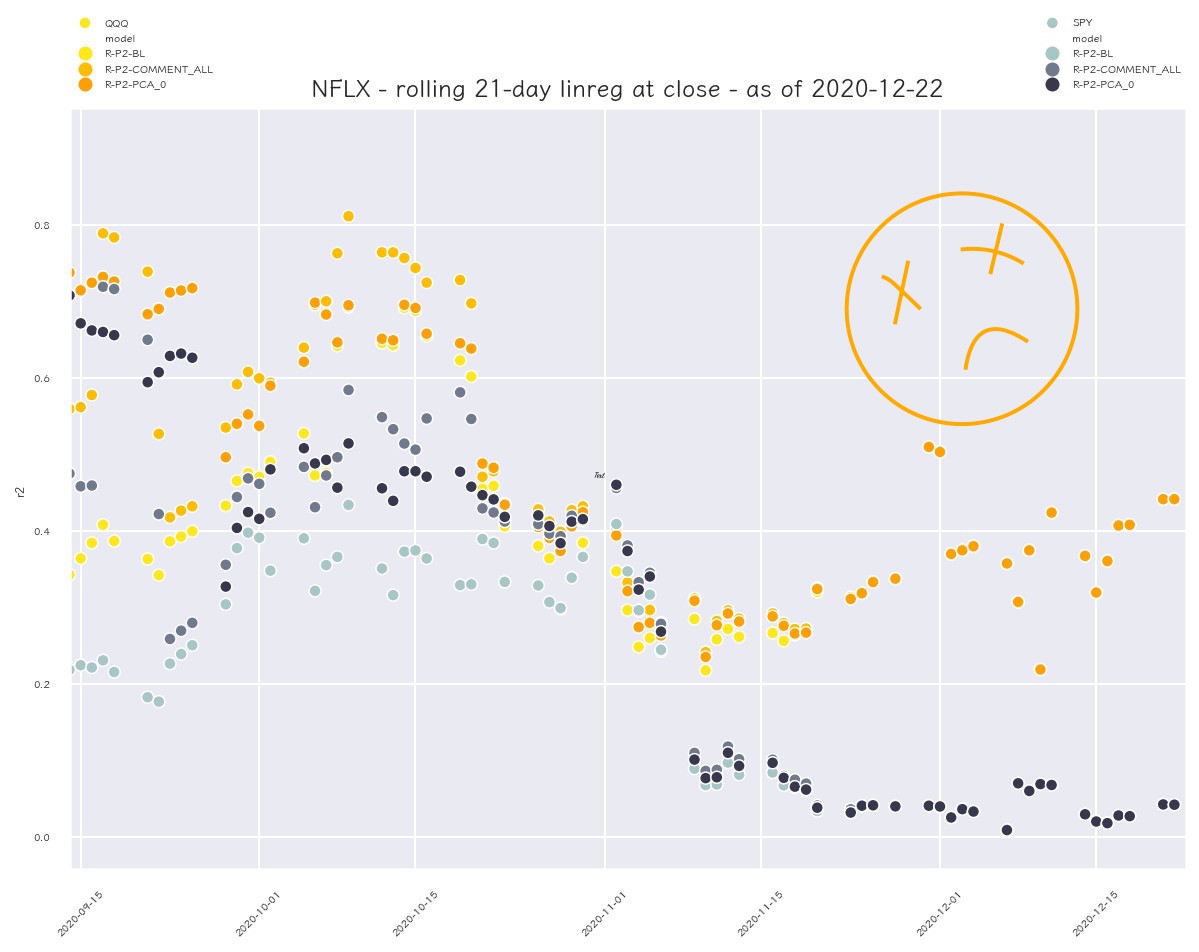 QQQ
model
R-P2-BL
R-P2-COMMENT_ALL
R-P2-PCA_0
SPY
model
R-P2-BL
R-P2-COMMENT_ALL
R-P2-PCA_0
NFLX - rolling 21-day linreg at close - as of 2020-12-22
r2
0.8
0.6
0.4
0.2
0.0
Text
2020-09-15
2020-10-01
2020-10-15
2020-11-01
2020-11-15
2020-12-01
2020-12-15